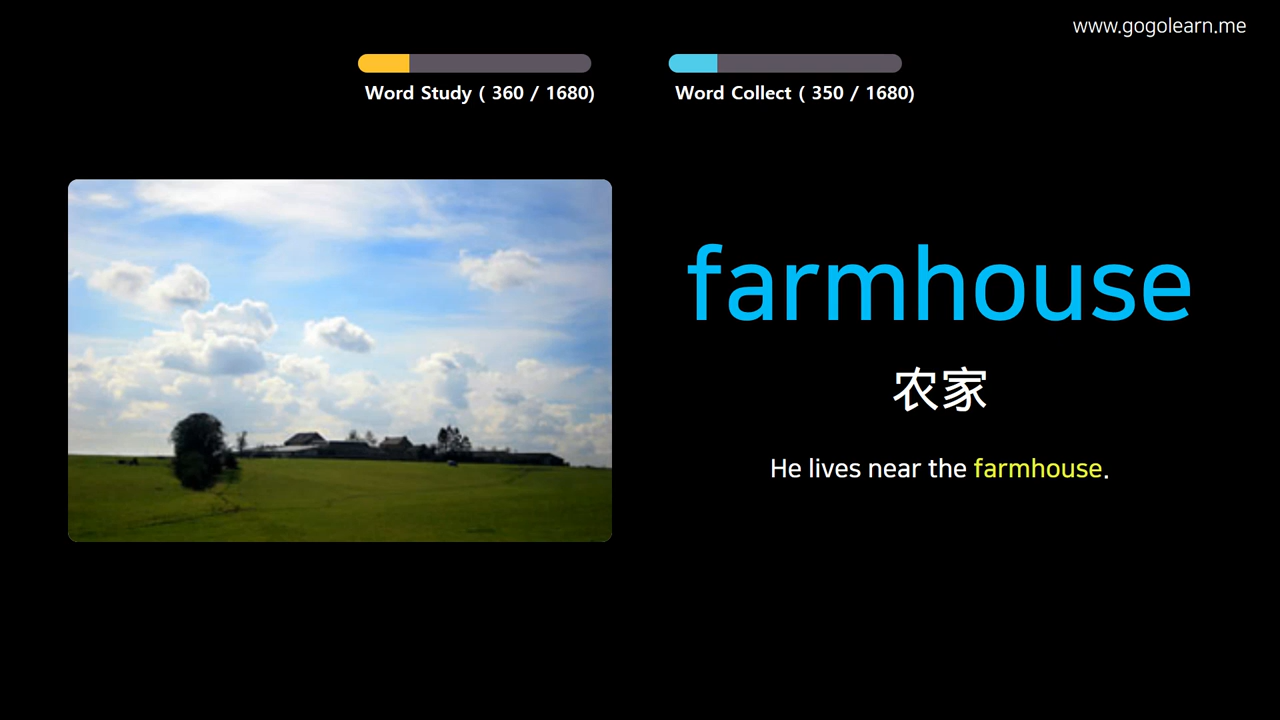 www.gogolearn.me
Word Study ( 360 / 1680)
Word Collect ( 350 / 1680)
farmhouse
农家
He lives near the farmhouse.